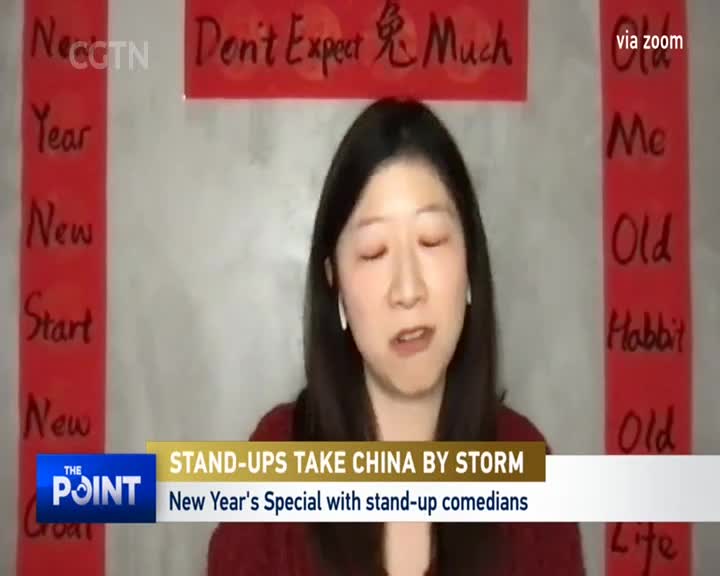 CGTN
via zoom
Don't Expect 兔 Much
New
Year
New
Start
New
Goal
Old
Me
Old
Habbit
Old
Life
THE
POINT
STAND-UPS TAKE CHINA BY STORM
New Year's Special with stand-up comedians